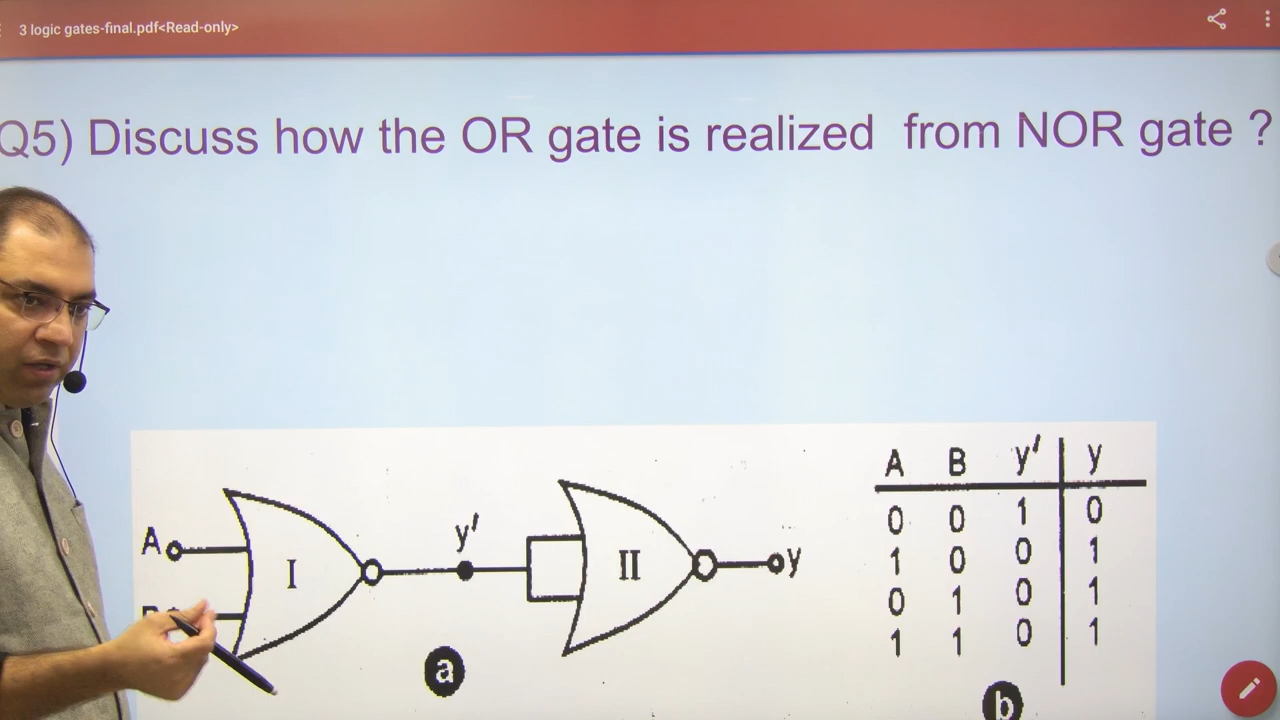 3 logic gates-final.pdf<Read-only>
Q5) Discuss how the OR gate is realized from NOR gate ?
A
I
y'
II
y
a
A B y' y
0 0 1 0
1 0 0 1
0 1 0 1
1 1 0 1
b